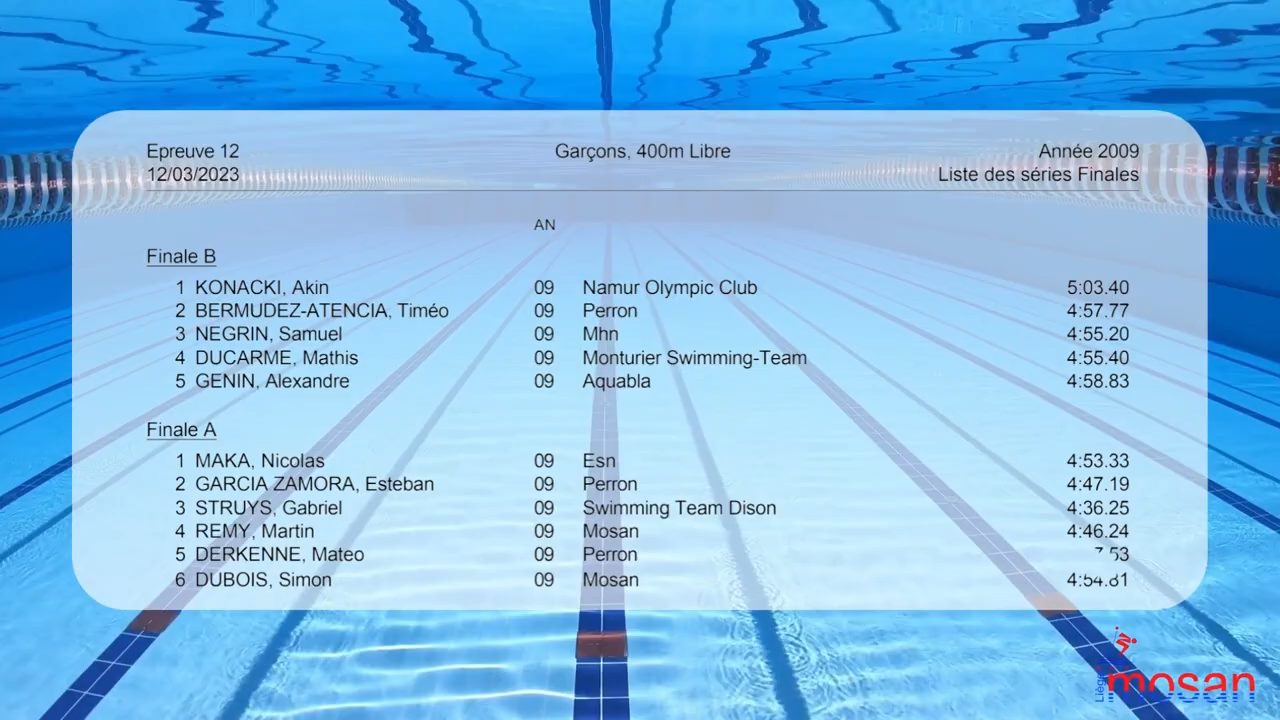 Epreuve 12 Garçons, 400m Libre Année 2009
12/03/2023 Liste des séries Finales
AN
Finale B
1 KONACKI, Akin 09 Namur Olympic Club 5:03.40
2 BERMUDEZ-ATENCIA, Timéo 09 Perron 4:57.77
3 NEGRIN, Samuel 09 Mhn 4:55.20
4 DUCARME, Mathis 09 Monturier Swimming-Team 4:55.40
5 GENIN, Alexandre 09 Aquabla 4:58.83
Finale A
1 MAKA, Nicolas 09 Esn 4:53.33
2 GARCIA ZAMORA, Esteban 09 Perron 4:47.19
3 STRUYS, Gabriel 09 Swimming Team Dison 4:36.25
4 REMY, Martin 09 Mosan 4:46.24
5 DERKENNE, Mateo 09 Perron
6 DUBOIS, Simon 09 Mosan 4:54.81
Liège
mosan